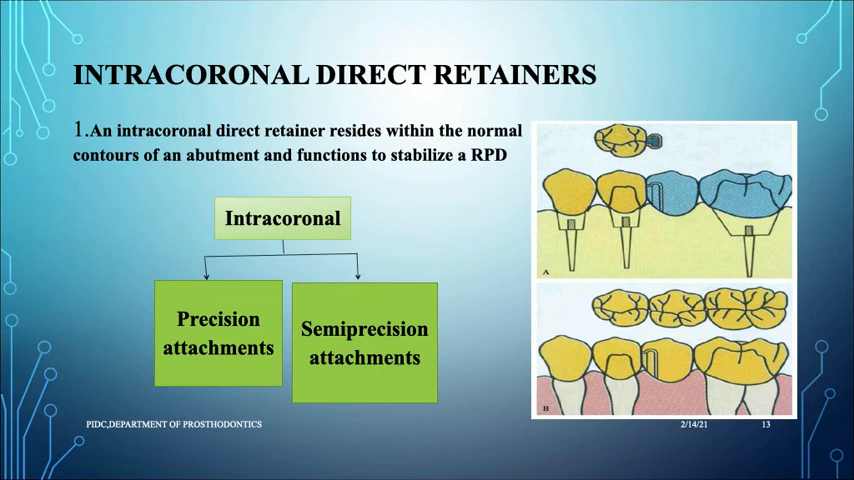 INTRACORONAL DIRECT RETAINERS
1.An intracoronal direct retainer resides within the normal
contours of an abutment and functions to stabilize a RPD
Intracoronal
Precision
attachments
Semiprecision
attachments
A
B
PIDC,DEPARTMENT OF PROSTHODONTICS
2/14/21
13